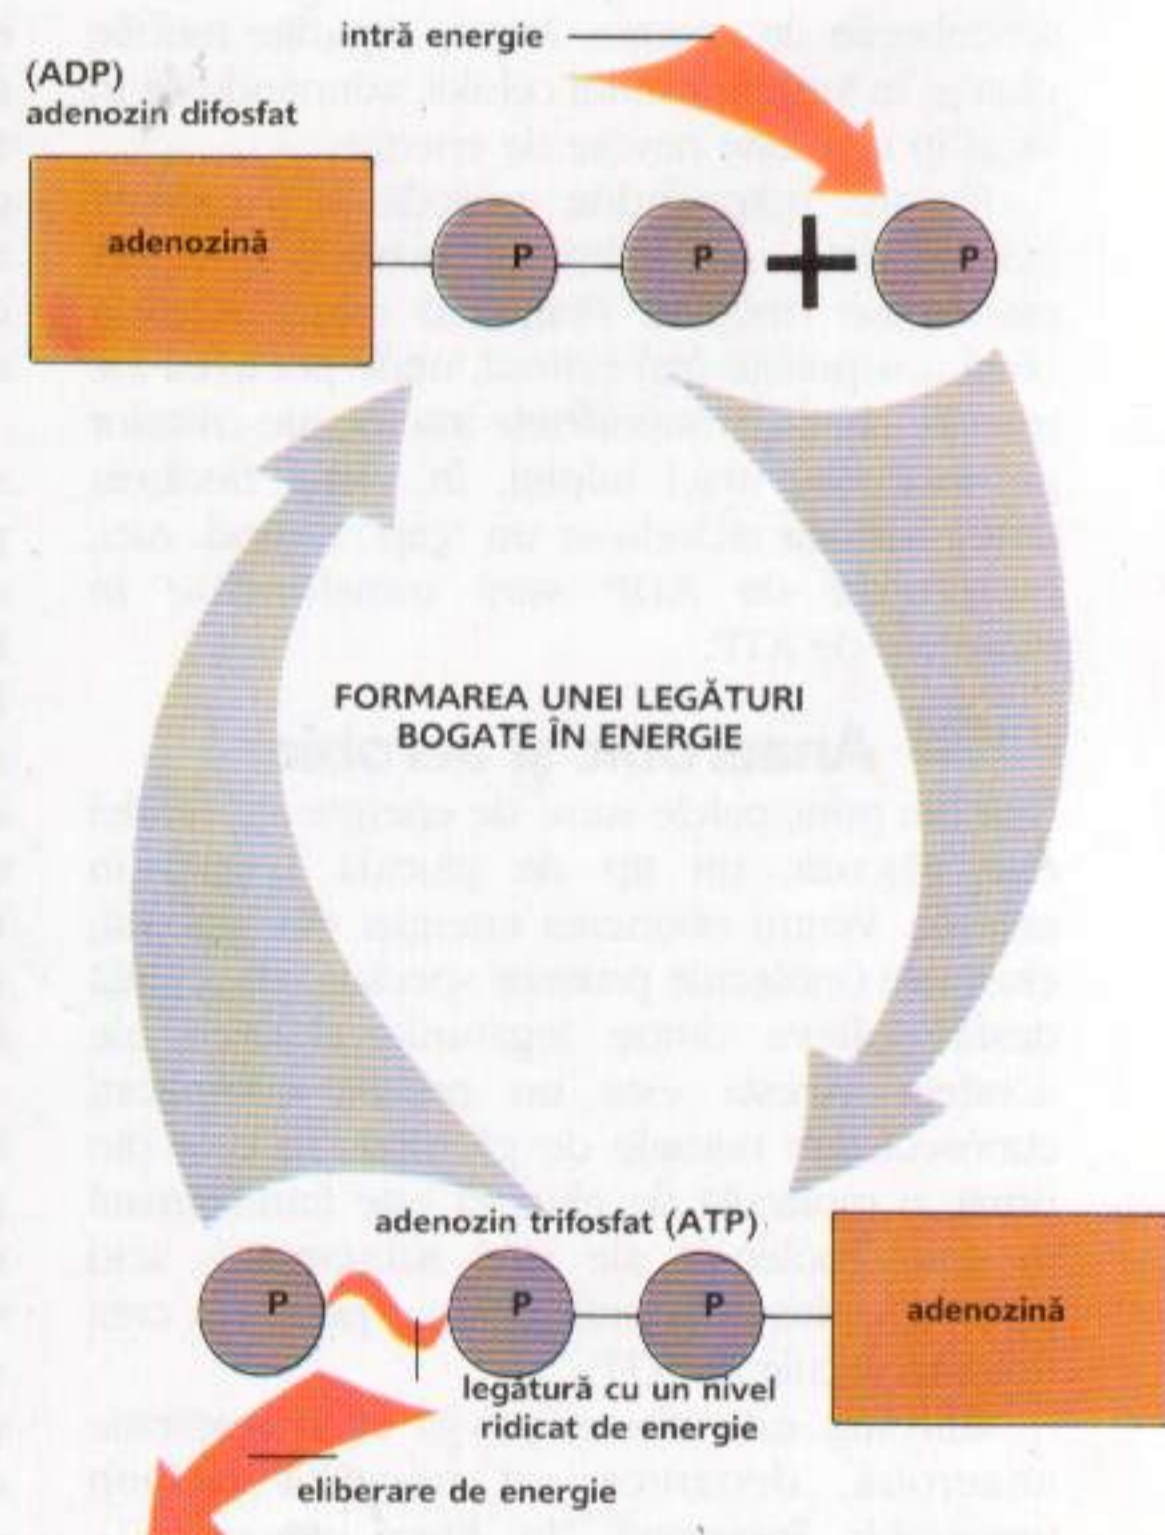 intră energie
(ADP)
adenozin difosfat
adenozină
P
P
+
P
FORMAREA UNEI LEGĂTURI
BOGATE ÎN ENERGIE
adenozin trifosfat (ATP)
P
P
P
adenozină
legătură cu un nivel
ridicat de energie
eliberare de energie